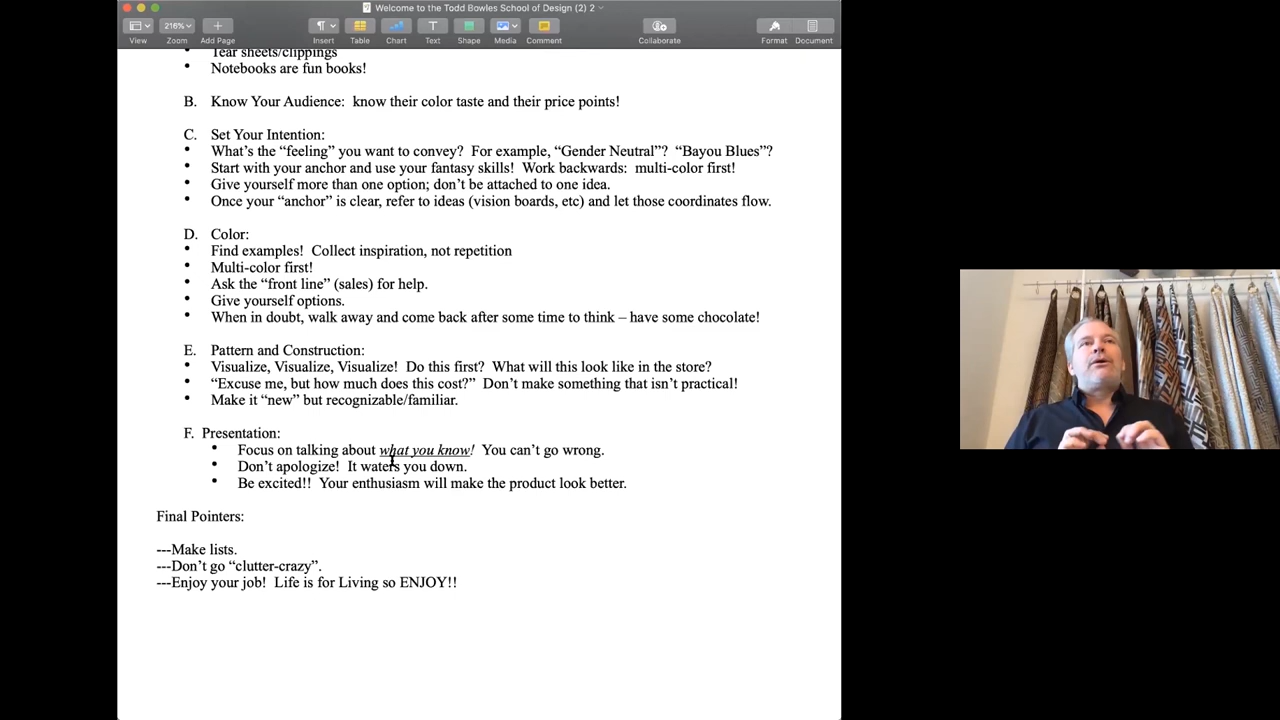 Welcome to the Todd Bowles School of Design (2) 2
216%
View
Zoom
Add Page
Insert
Table
Chart
Text
Shape
Media
Comment
Collaborate
Format
Document
Tear sheets/clippings
• Notebooks are fun books!
B. Know Your Audience: know their color taste and their price points!
C. Set Your Intention:
• What’s the “feeling” you want to convey? For example, “Gender Neutral”? “Bayou Blues”?
• Start with your anchor and use your fantasy skills! Work backwards: multi-color first!
• Give yourself more than one option; don’t be attached to one idea.
• Once your “anchor” is clear, refer to ideas (vision boards, etc) and let those coordinates flow.
D. Color:
• Find examples! Collect inspiration, not repetition
• Multi-color first!
• Ask the “front line” (sales) for help.
• Give yourself options.
• When in doubt, walk away and come back after some time to think – have some chocolate!
E. Pattern and Construction:
• Visualize, Visualize, Visualize! Do this first? What will this look like in the store?
• “Excuse me, but how much does this cost?” Don’t make something that isn’t practical!
• Make it “new” but recognizable/familiar.
F. Presentation:
• Focus on talking about what you know! You can’t go wrong.
• Don’t apologize! It waters you down.
• Be excited!! Your enthusiasm will make the product look better.
Final Pointers:
---Make lists.
---Don’t go “clutter-crazy”.
---Enjoy your job! Life is for Living so ENJOY!!